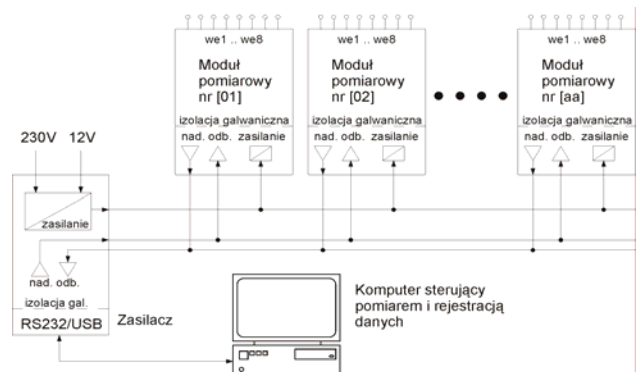 we1 .. we8
Moduł
pomiarowy
nr [01]
izolacja galwaniczna
nad. odb. zasilanie
we1 .. we8
Moduł
pomiarowy
nr [02]
izolacja galwaniczna
nad. odb. zasilanie
we1 .. we8
Moduł
pomiarowy
nr [aa]
izolacja galwaniczna
nad. odb. zasilanie
230V 12V
zasilanie
nad. odb.
izolacja gal.
RS232/USB
Zasilacz
Komputer sterujący
pomiarem i rejestracją
danych